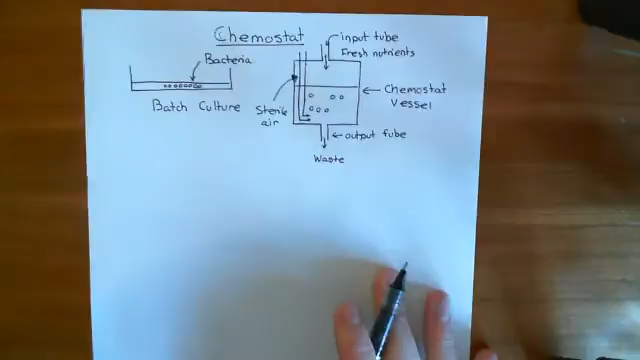 Chemostat
input tube
Fresh nutrients
Bacteria
Batch Culture
Sterile
air
Chemostat
Vessel
output tube
Waste